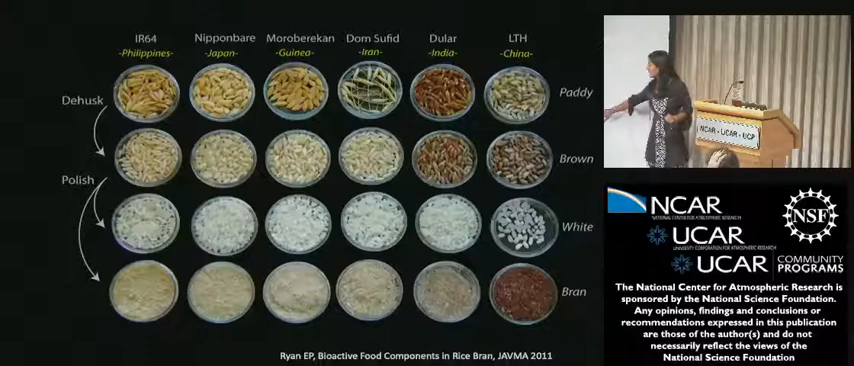 IR64 Nipponbare Moroberekan Dom Sufid Dular LTH
-Philippines- -Japan- -Guinea- -Iran- -India- -China-
Dehusk
Paddy
Brown
Polish
White
Bran
Ryan EP, Bioactive Food Components in Rice Bran, JAVMA 2011
NCAR - UCAR - UCP
NCAR
NATIONAL CENTER FOR ATMOSPHERIC RESEARCH
UCAR
UNIVERSITY CORPORATION FOR ATMOSPHERIC RESEARCH
UCAR COMMUNITY
PROGRAMS
NSF
The National Center for Atmospheric Research is
sponsored by the National Science Foundation.
Any opinions, findings and conclusions or
recommendations expressed in this publication
are those of the author(s) and do not
necessarily reflect the views of the
National Science Foundation